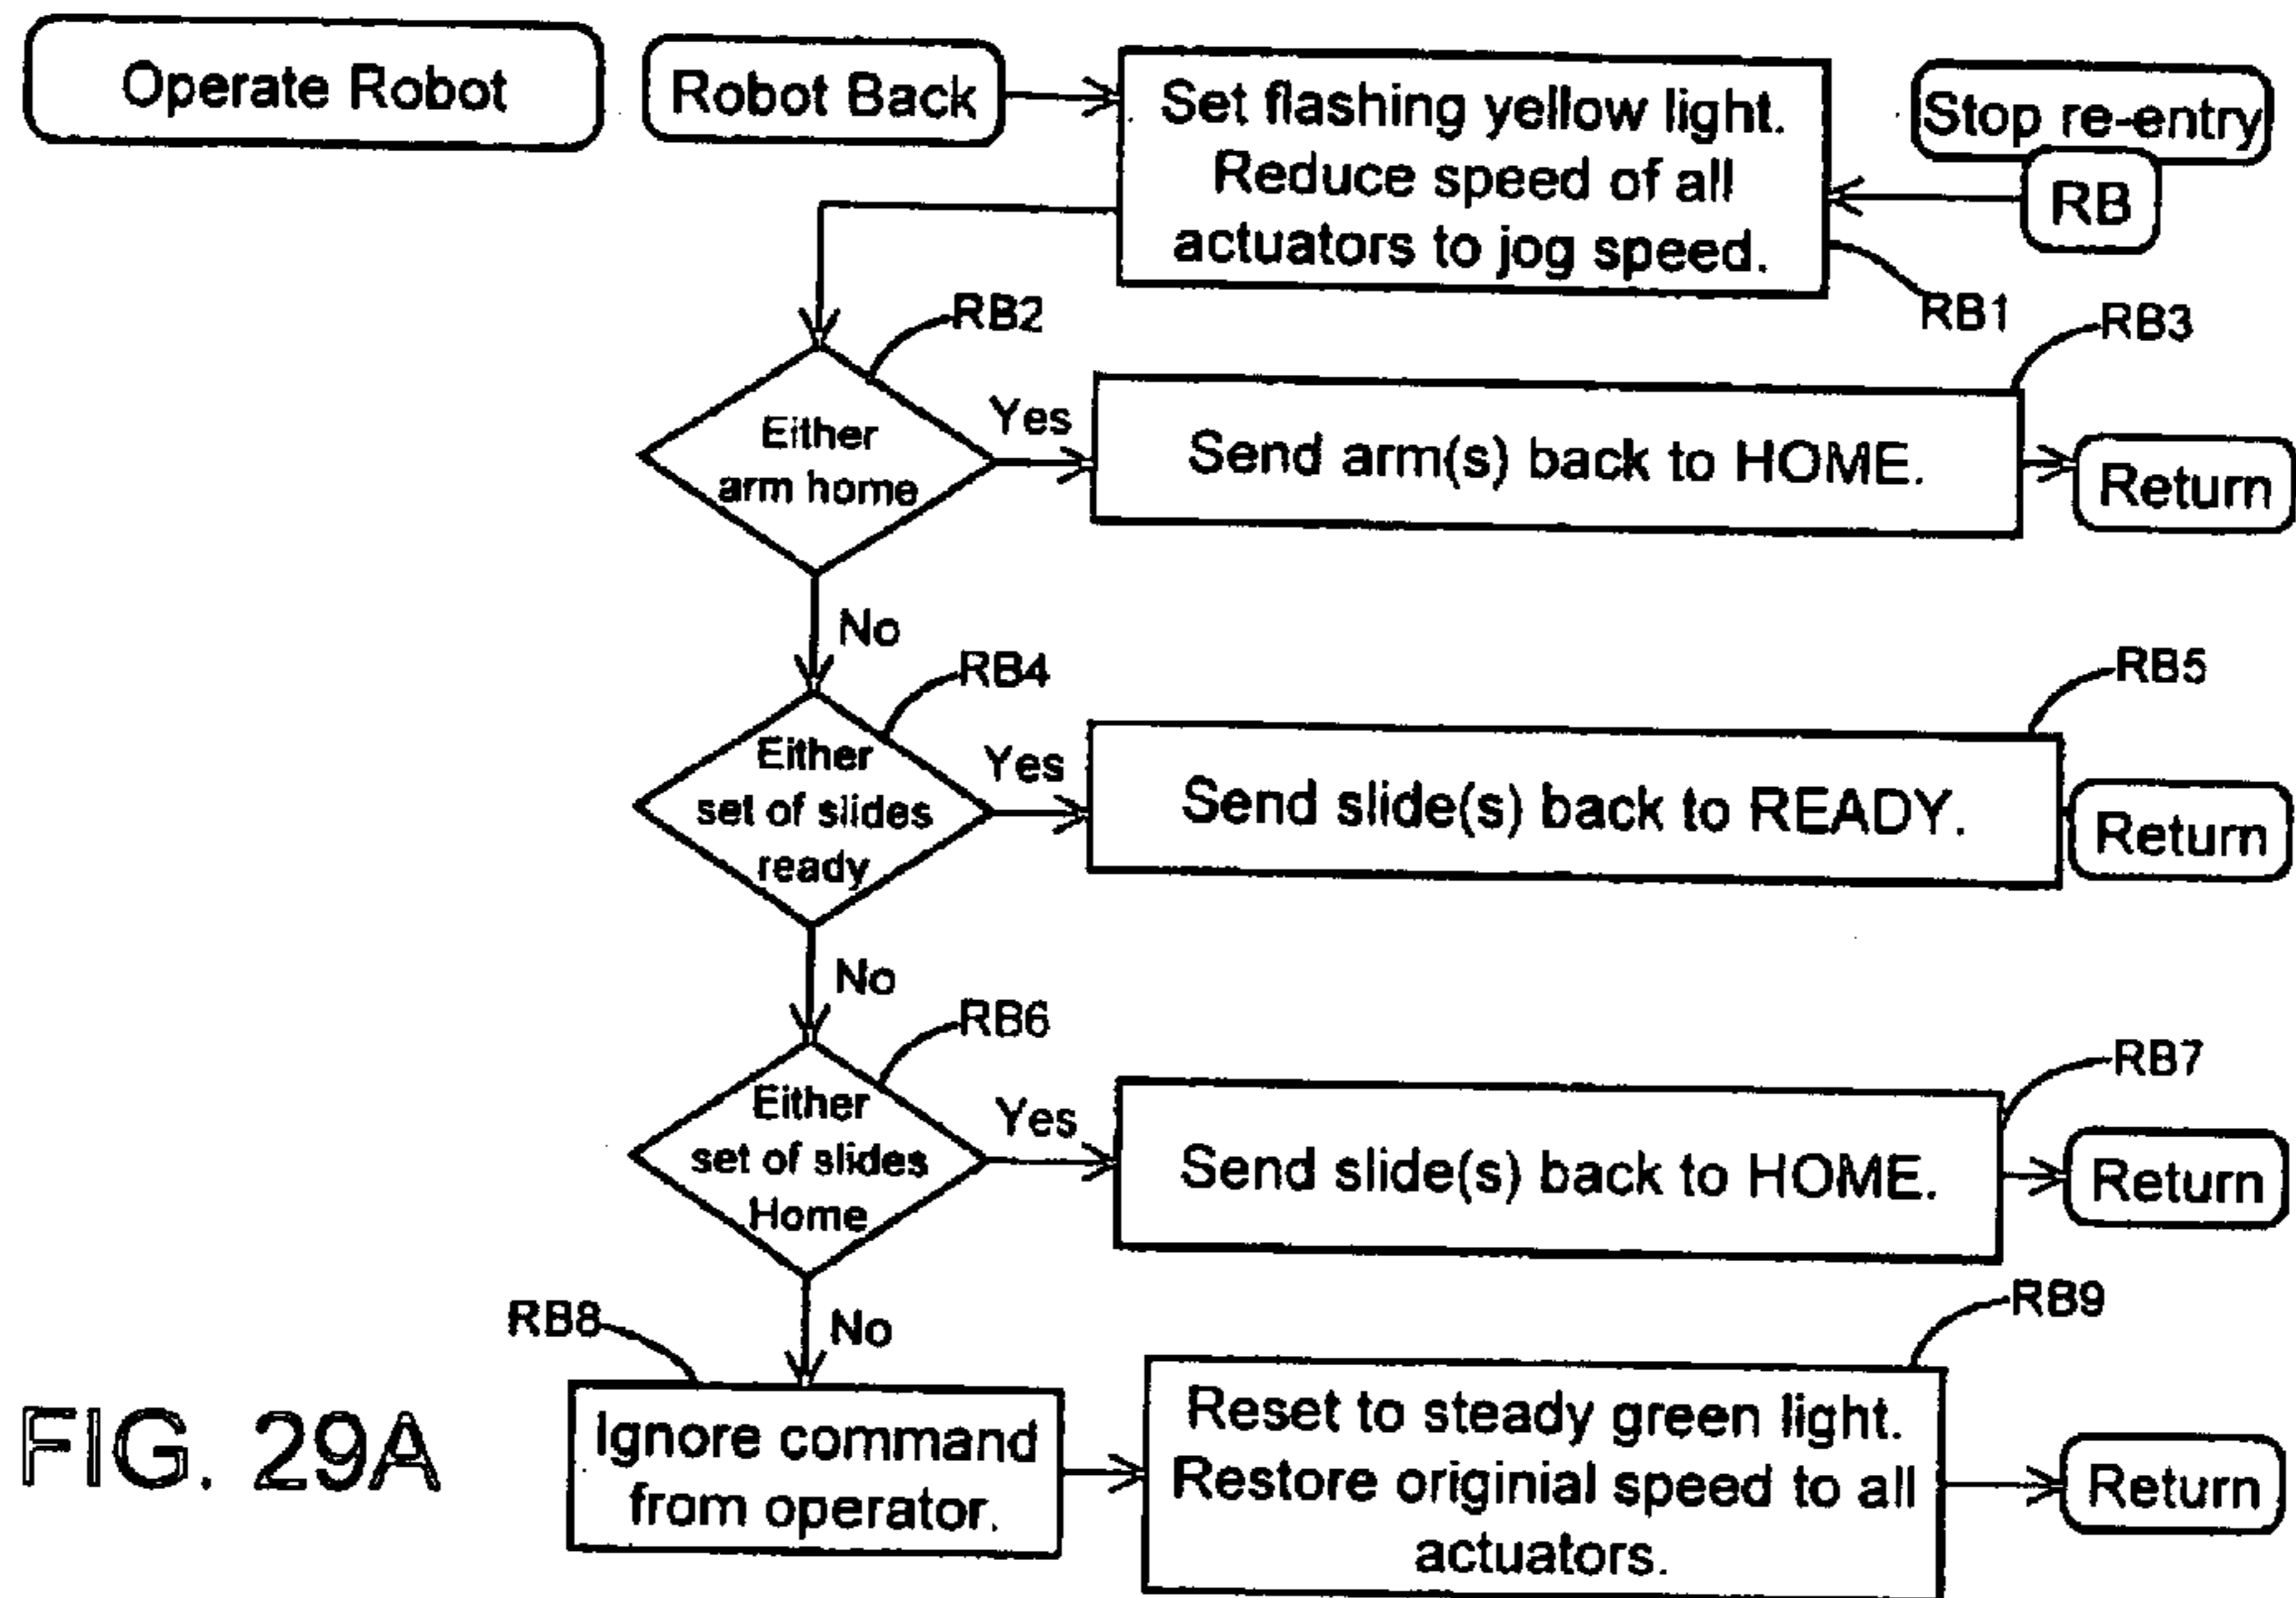 Operate Robot
Robot Back
Set flashing yellow light.
Reduce speed of all
actuators to jog speed.
Stop re-entry
RB
RB1
RB2
Either
arm home
Yes
RB3
Send arm(s) back to HOME.
Return
No
RB4
Either
set of slides
ready
Yes
RB5
Send slide(s) back to READY.
Return
No
RB6
Either
set of slides
Home
Yes
RB7
Send slide(s) back to HOME.
Return
No
RB8
Ignore command
from operator.
RB9
Reset to steady green light.
Restore originial speed to all
actuators.
Return
FIG. 29A